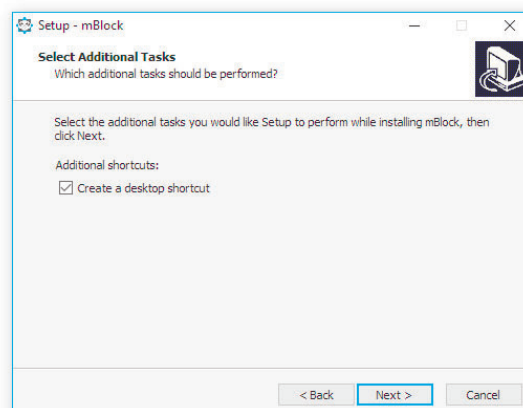 Setup - mBlock
Select Additional Tasks
Which additional tasks should be performed?
Select the additional tasks you would like Setup to perform while installing mBlock, then
click Next.
Additional shortcuts:
Create a desktop shortcut
< Back
Next >
Cancel